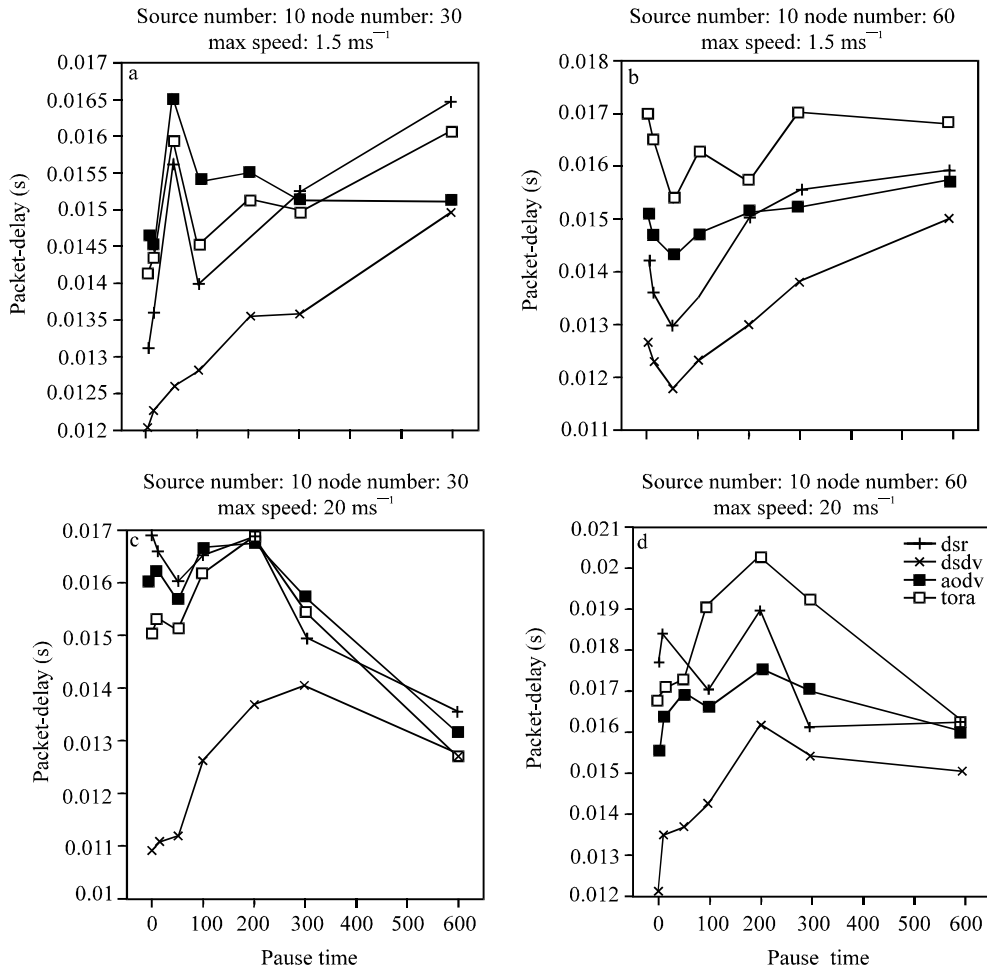 Source number: 10 node number: 30
max speed: 1.5 ms⁻¹
a
0.017
0.0165
0.016
0.0155
0.015
0.0145
0.014
0.0135
0.013
0.0125
0.012
Packet-delay (s)
Source number: 10 node number: 60
max speed: 1.5 ms⁻¹
b
0.018
0.017
0.016
0.015
0.014
0.013
0.012
0.011
Packet-delay (s)
Source number: 10 node number: 30
max speed: 20 ms⁻¹
c
0.017
0.016
0.015
0.014
0.013
0.012
0.011
0.01
Packet-delay (s)
0 100 200 300 400 500 600
Pause time
Source number: 10 node number: 60
max speed: 20 ms⁻¹
d
dsr
dsdv
aodv
tora
0.021
0.02
0.019
0.018
0.017
0.016
0.015
0.014
0.013
0.012
Packet-delay (s)
0 100 200 300 400 500 600
Pause time